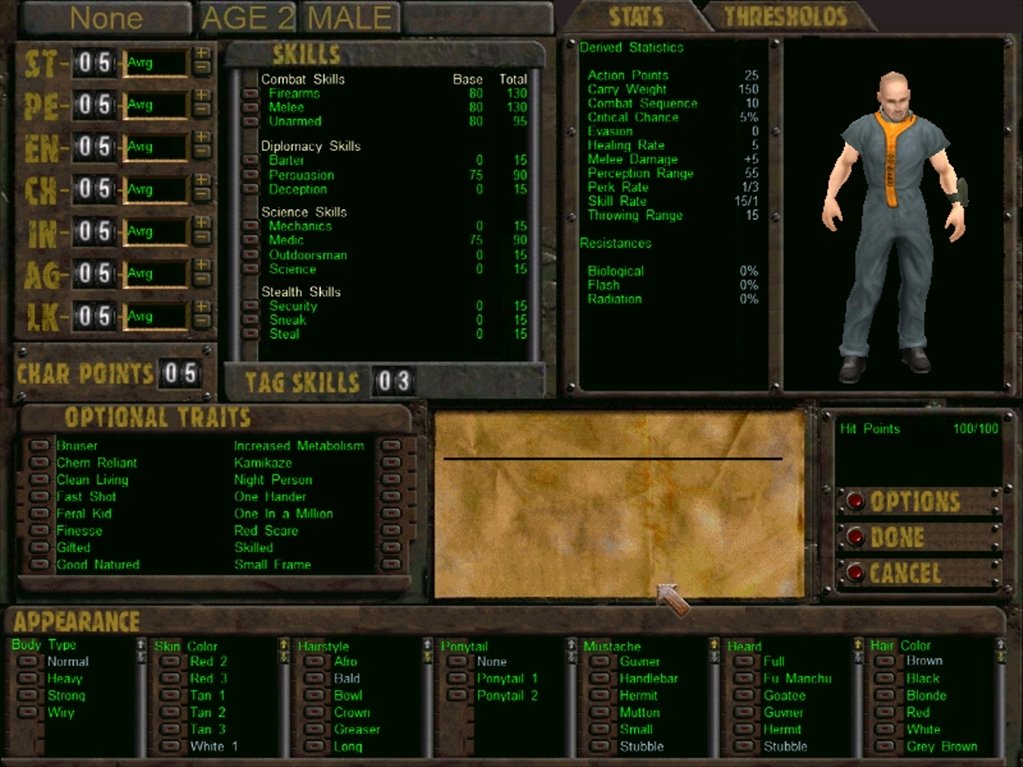 None AGE 2 MALE
STATS THRESHOLDS
ST- 05 Avrg + -
PE- 05 Avrg + -
EN- 05 Avrg + -
CH- 05 Avrg + -
IN- 05 Avrg + -
AG- 05 Avrg + -
LK- 05 Avrg + -
CHAR POINTS 05
SKILLS
Combat Skills Base Total
Firearms 80 130
Melee 80 130
Unarmed 80 95
Diplomacy Skills
Barter 0 15
Persuasion 75 90
Deception 0 15
Science Skills
Mechanics 0 15
Medic 75 90
Outdoorsman 0 15
Science 0 15
Stealth Skills
Security 0 15
Sneak 0 15
Steal 0 15
TAG SKILLS 03
Derived Statistics
Action Points 25
Carry Weight 150
Combat Sequence 10
Critical Chance 5%
Evasion 0
Healing Rate 5
Melee Damage +5
Perception Range 55
Perk Rate 1/3
Skill Rate 15/1
Throwing Range 15
Resistances
Biological 0%
Flash 0%
Radiation 0%
OPTIONAL TRAITS
Bruiser Increased Metabolism
Chem Reliant Kamikaze
Clean Living Night Person
Fast Shot One Hander
Feral Kid One In a Million
Finesse Red Scare
Gifted Skilled
Good Natured Small Frame
Hit Points 100/100
OPTIONS
DONE
CANCEL
APPEARANCE
Body Type
Normal
Heavy
Strong
Wiry
Skin Color
Red 2
Red 3
Tan 1
Tan 2
Tan 3
White 1
Hairstyle
Afro
Bald
Bowl
Crown
Greaser
Long
Ponytail
None
Ponytail 1
Ponytail 2
Mustache
Guvner
Handlebar
Hermit
Mutton
Small
Stubble
Beard
Full
Fu Manchu
Goatee
Guvner
Hermit
Stubble
Hair Color
Brown
Black
Blonde
Red
White
Grey Brown